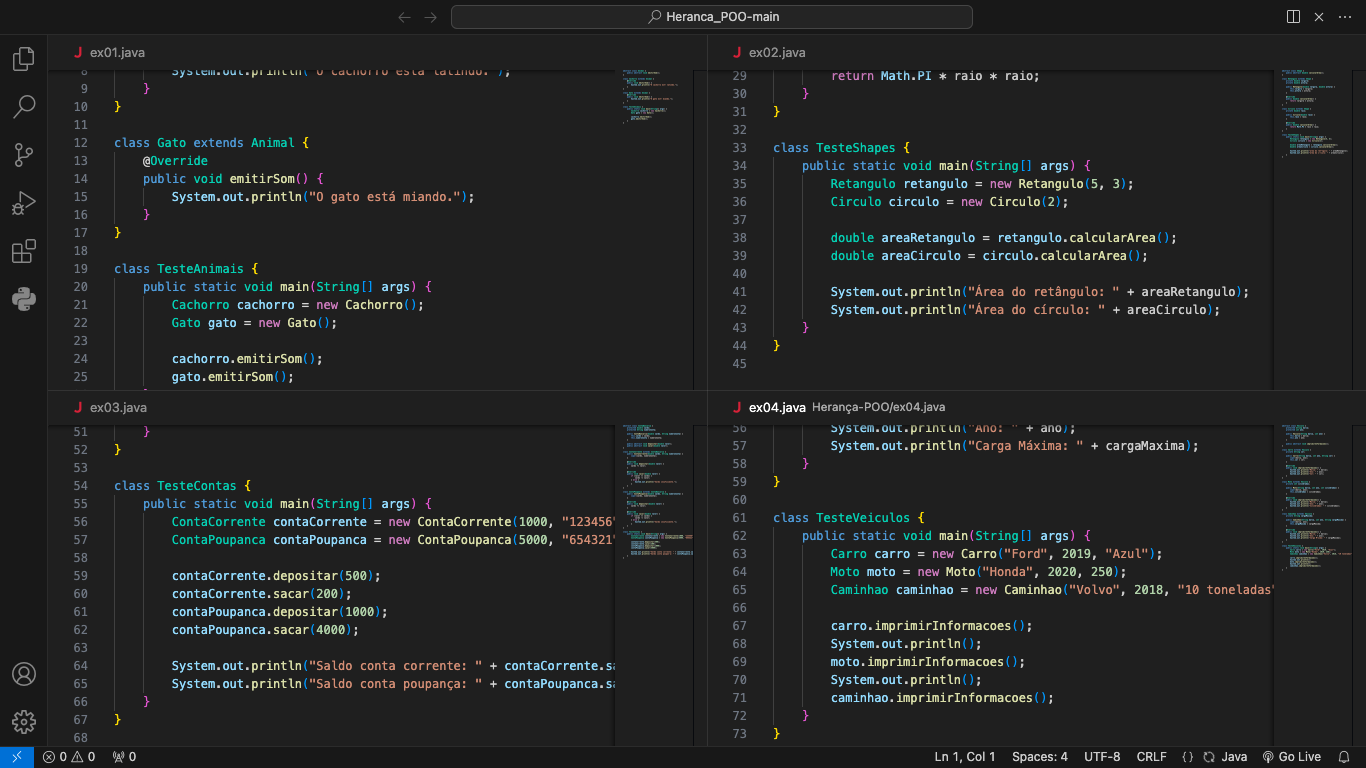 Heranca_POO-main
ex01.java
8 System.out.println("O cachorro está latindo.");
9 }
10 }
11
12 class Gato extends Animal {
13 @Override
14 public void emitirSom() {
15 System.out.println("O gato está miando.");
16 }
17 }
18
19 class TesteAnimais {
20 public static void main(String[] args) {
21 Cachorro cachorro = new Cachorro();
22 Gato gato = new Gato();
23
24 cachorro.emitirSom();
25 gato.emitirSom();
ex02.java
29 return Math.PI * raio * raio;
30 }
31 }
32
33 class TesteShapes {
34 public static void main(String[] args) {
35 Retangulo retangulo = new Retangulo(5, 3);
36 Circulo circulo = new Circulo(2);
37
38 double areaRetangulo = retangulo.calcularArea();
39 double areaCirculo = circulo.calcularArea();
40
41 System.out.println("Área do retângulo: " + areaRetangulo);
42 System.out.println("Área do círculo: " + areaCirculo);
43 }
44 }
45
ex03.java
51 }
52 }
53
54 class TesteContas {
55 public static void main(String[] args) {
56 ContaCorrente contaCorrente = new ContaCorrente(1000, "123456"
57 ContaPoupanca contaPoupanca = new ContaPoupanca(5000, "654321"
58
59 contaCorrente.depositar(500);
60 contaCorrente.sacar(200);
61 contaPoupanca.depositar(1000);
62 contaPoupanca.sacar(4000);
63
64 System.out.println("Saldo conta corrente: " + contaCorrente.sa
65 System.out.println("Saldo conta poupança: " + contaPoupanca.sa
66 }
67 }
68
ex04.java Herança-POO/ex04.java
56 System.out.println("Ano: " + ano);
57 System.out.println("Carga Máxima: " + cargaMaxima);
58 }
59 }
60
61 class TesteVeiculos {
62 public static void main(String[] args) {
63 Carro carro = new Carro("Ford", 2019, "Azul");
64 Moto moto = new Moto("Honda", 2020, 250);
65 Caminhao caminhao = new Caminhao("Volvo", 2018, "10 toneladas"
66
67 carro.imprimirInformacoes();
68 System.out.println();
69 moto.imprimirInformacoes();
70 System.out.println();
71 caminhao.imprimirInformacoes();
72 }
73 }
0 0 0 Ln 1, Col 1 Spaces: 4 UTF-8 CRLF {} Java Go Live